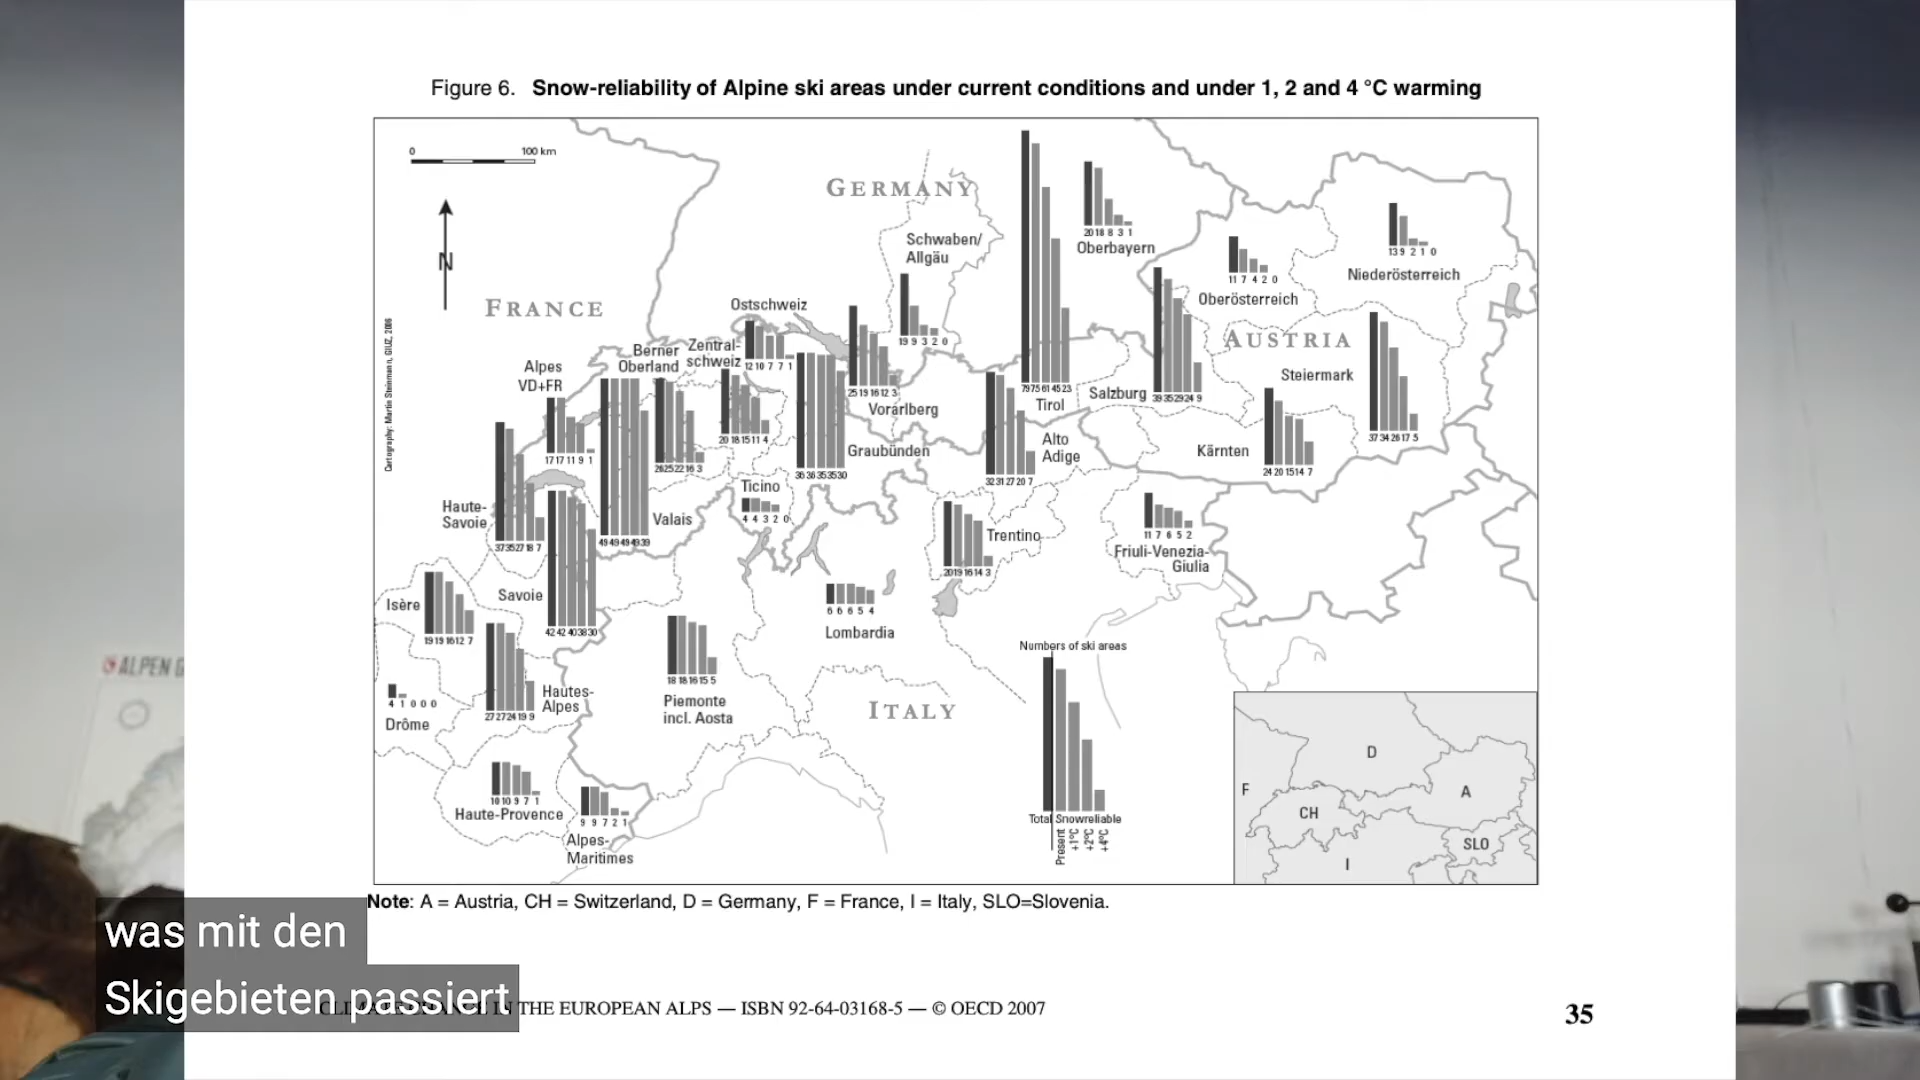 Figure 6. Snow-reliability of Alpine ski areas under current conditions and under 1, 2 and 4 °C warming
0 100 km
N
Cartography: Martin Steinmann, GIUZ, 2006
GERMANY
FRANCE
AUSTRIA
ITALY
Schwaben/
Allgäu
19 9 3 2 0
79 75 61 45 23
Tirol
20 18 8 3 1
Oberbayern
11 7 4 2 0
Oberösterreich
13 9 2 1 0
Niederösterreich
Ostschweiz
12 10 7 7 1
Zentral-
schweiz
20 18 15 11 4
Berner
Oberland
26 25 22 16 3
Alpes
VD+FR
17 17 11 9 1
25 19 16 12 3
Vorarlberg
36 36 35 35 30
Graubünden
Salzburg
39 35 29 24 9
Steiermark
37 34 26 17 5
Kärnten
24 20 15 14 7
Alto
Adige
32 31 27 20 7
Ticino
4 4 3 2 0
Valais
49 49 49 49 39
Haute-
Savoie
37 35 27 18 7
Trentino
20 19 16 14 3
11 7 6 5 2
Friuli-Venezia-
Giulia
Savoie
42 42 40 38 30
Isère
19 19 16 12 7
6 6 6 5 4
Lombardia
18 18 16 15 5
Piemonte
incl. Aosta
4 1 0 0 0
Drôme
Hautes-
Alpes
27 27 24 19 9
10 10 9 7 1
Haute-Provence
9 9 7 2 1
Alpes-
Maritimes
Numbers of ski areas
Total Snowreliable
Present
+1°C
+2°C
+4°C
D
F
A
CH
SLO
I
Note: A = Austria, CH = Switzerland, D = Germany, F = France, I = Italy, SLO=Slovenia.
ALPEN
was mit den
Skigebieten passiert
CLIMATE CHANGE IN THE EUROPEAN ALPS — ISBN 92-64-03168-5 — © OECD 2007
35